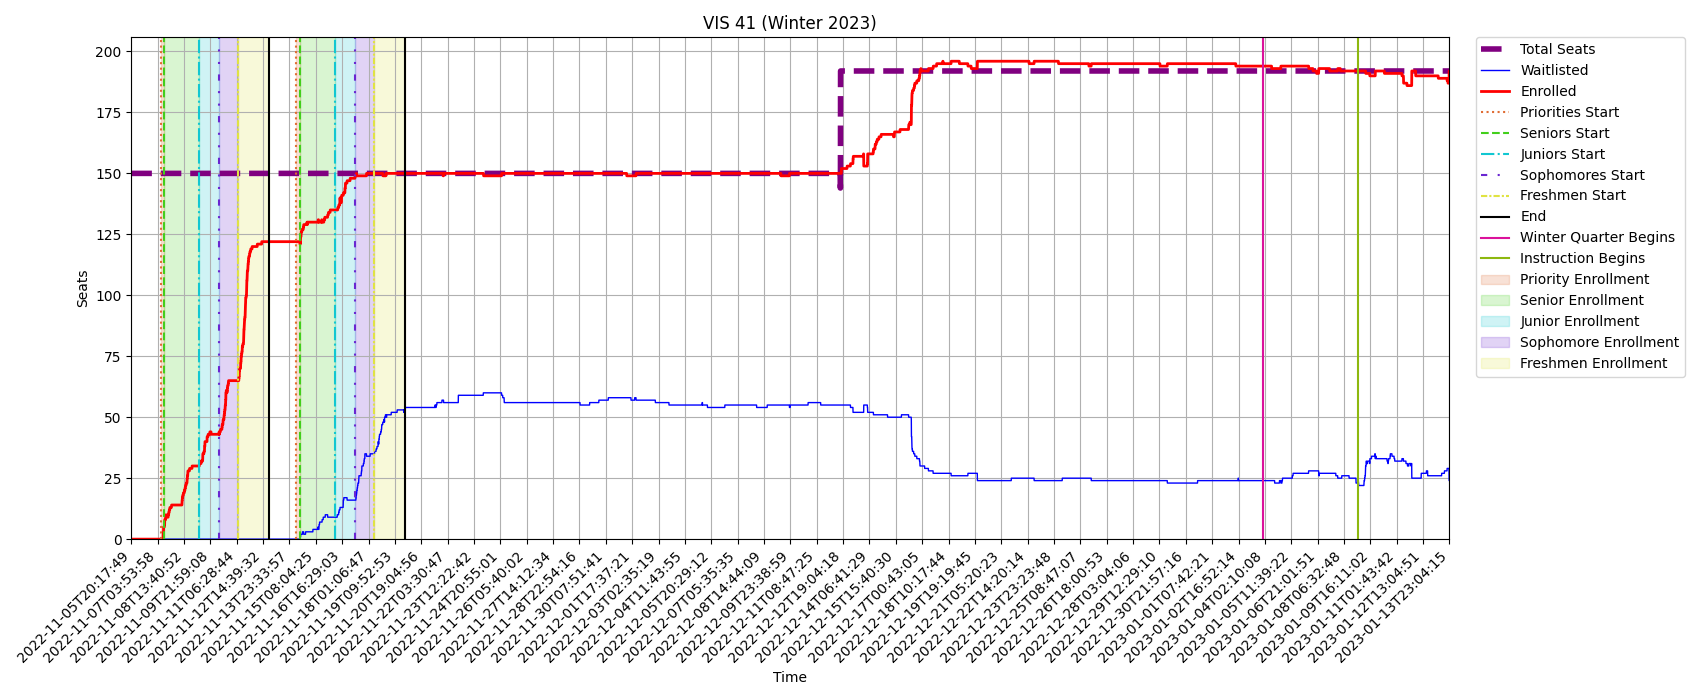 VIS 41 (Winter 2023)
Seats
200
175
150
125
100
75
50
25
0
2022-11-05T20:17:49
2022-11-07T03:53:58
2022-11-08T13:40:52
2022-11-09T21:59:08
2022-11-11T06:28:44
2022-11-12T14:39:32
2022-11-13T23:33:57
2022-11-15T08:04:25
2022-11-16T16:29:03
2022-11-18T01:06:47
2022-11-19T09:52:53
2022-11-20T19:04:56
2022-11-22T03:30:47
2022-11-23T12:22:42
2022-11-24T20:55:01
2022-11-26T05:40:02
2022-11-27T14:12:34
2022-11-28T22:54:16
2022-11-30T07:51:41
2022-12-01T17:37:21
2022-12-03T02:35:19
2022-12-04T11:43:55
2022-12-05T20:29:12
2022-12-07T05:35:35
2022-12-08T14:44:09
2022-12-09T23:38:59
2022-12-11T08:47:25
2022-12-12T19:04:18
2022-12-14T06:41:29
2022-12-15T15:40:30
2022-12-17T00:43:05
2022-12-18T10:17:44
2022-12-19T19:19:45
2022-12-21T05:20:23
2022-12-22T14:20:14
2022-12-23T23:23:48
2022-12-25T08:47:07
2022-12-26T18:00:53
2022-12-28T03:04:06
2022-12-29T12:29:10
2022-12-30T21:57:16
2023-01-01T07:42:21
2023-01-02T16:52:14
2023-01-04T02:10:08
2023-01-05T11:39:22
2023-01-06T21:01:51
2023-01-08T06:32:48
2023-01-09T16:11:02
2023-01-11T01:43:42
2023-01-12T13:04:51
2023-01-13T23:04:15
Time
Total Seats
Waitlisted
Enrolled
Priorities Start
Seniors Start
Juniors Start
Sophomores Start
Freshmen Start
End
Winter Quarter Begins
Instruction Begins
Priority Enrollment
Senior Enrollment
Junior Enrollment
Sophomore Enrollment
Freshmen Enrollment